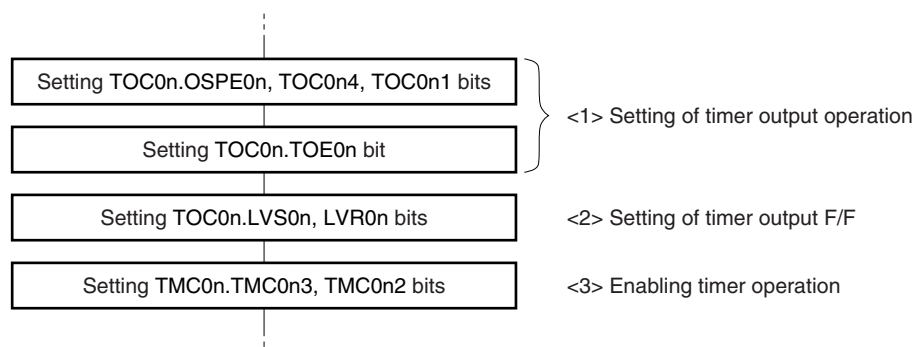 Setting TOC0n.OSPE0n, TOC0n4, TOC0n1 bits
<1> Setting of timer output operation
Setting TOC0n.TOE0n bit
Setting TOC0n.LVS0n, LVR0n bits
<2> Setting of timer output F/F
Setting TMC0n.TMC0n3, TMC0n2 bits
<3> Enabling timer operation